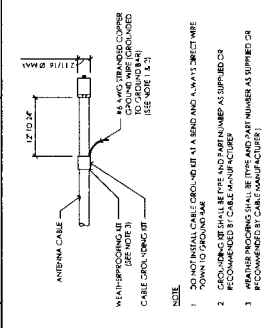 2 11/16" Ø MAX
12" TO 24"
#6 AWG STRANDED COPPER
GROUND WIRE (GROUNDED
TO GROUND BAR)
(SEE NOTE 1 & 2)
ANTENNA CABLE
WEATHERPROOFING KIT
(SEE NOTE 3)
CABLE GROUNDING KIT
NOTE
1 DO NOT INSTALL CABLE GROUND KIT AT A BEND AND ALWAYS DIRECT WIRE
DOWN TO GROUND BAR
2 GROUNDING KIT SHALL BE TYPE AND PART NUMBER AS SUPPLIED OR
RECOMMENDED BY CABLE MANUFACTURER
3 WEATHER PROOFING SHALL BE (TYPE AND PART NUMBER AS SUPPLIED OR
RECOMMENDED BY CABLE MANUFACTURER)